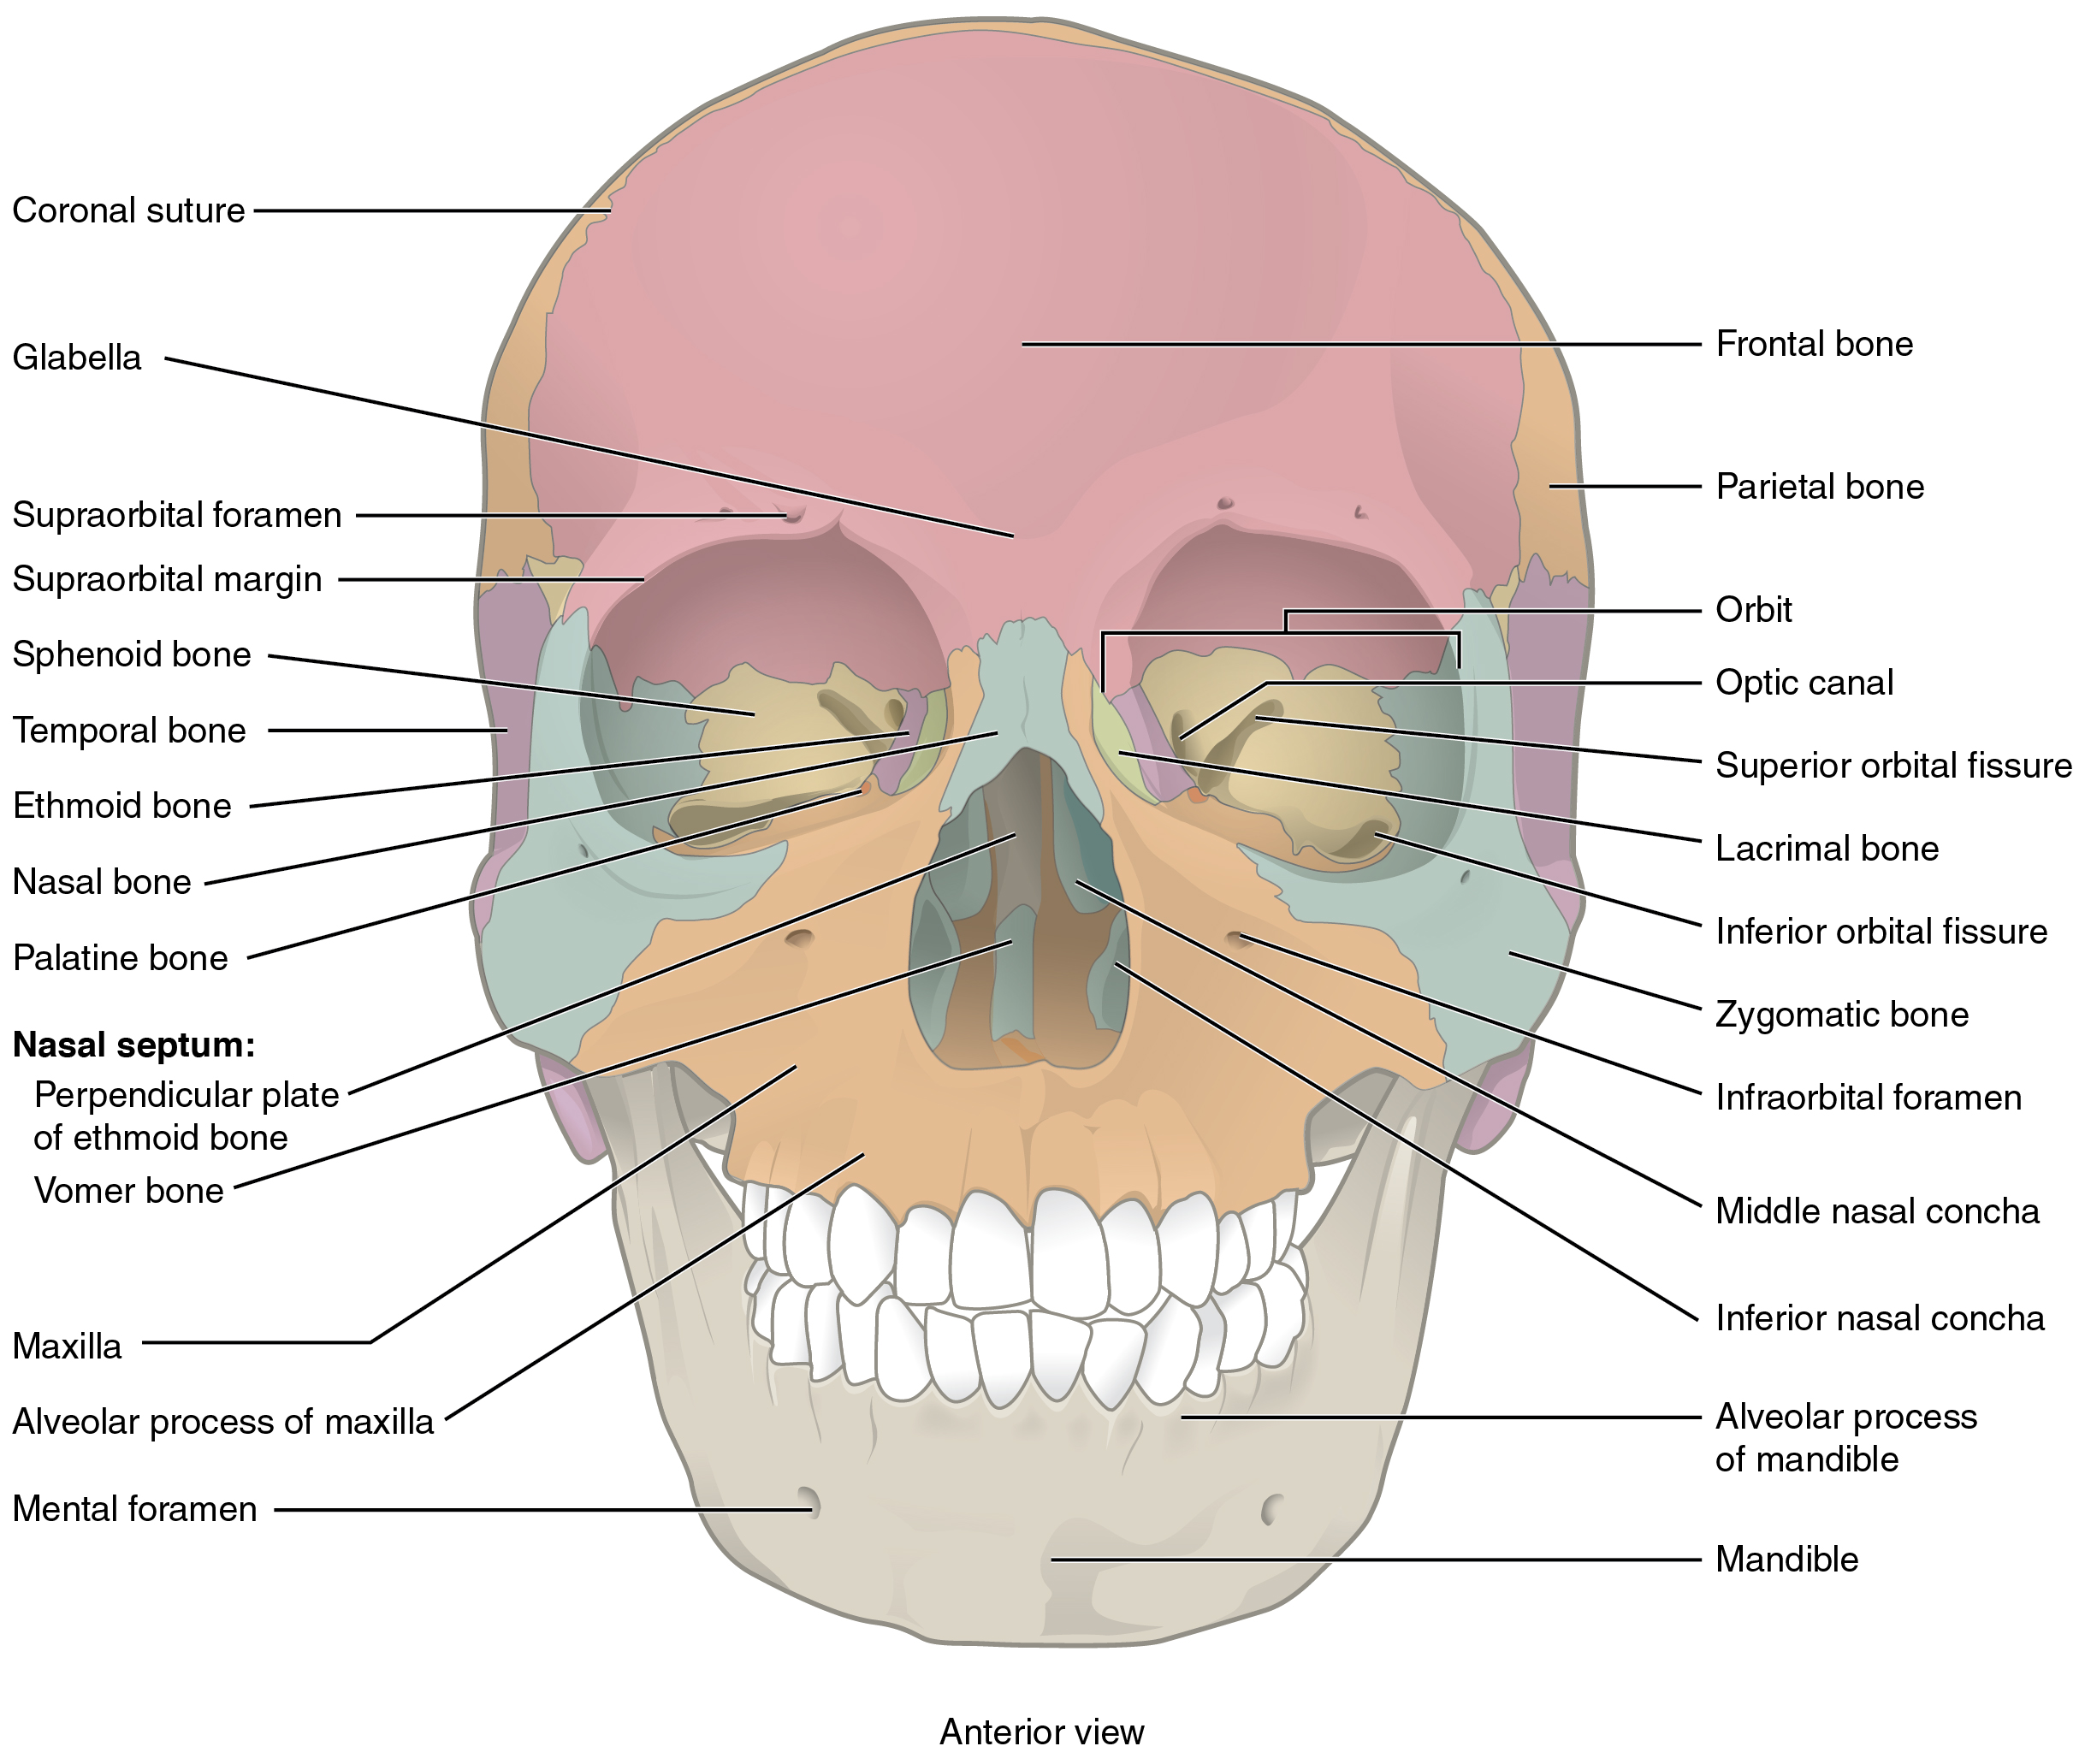 Coronal suture
Glabella
Supraorbital foramen
Supraorbital margin
Sphenoid bone
Temporal bone
Ethmoid bone
Nasal bone
Palatine bone
Nasal septum:
Perpendicular plate
of ethmoid bone
Vomer bone
Maxilla
Alveolar process of maxilla
Mental foramen
Frontal bone
Parietal bone
Orbit
Optic canal
Superior orbital fissure
Lacrimal bone
Inferior orbital fissure
Zygomatic bone
Infraorbital foramen
Middle nasal concha
Inferior nasal concha
Alveolar process
of mandible
Mandible
Anterior view